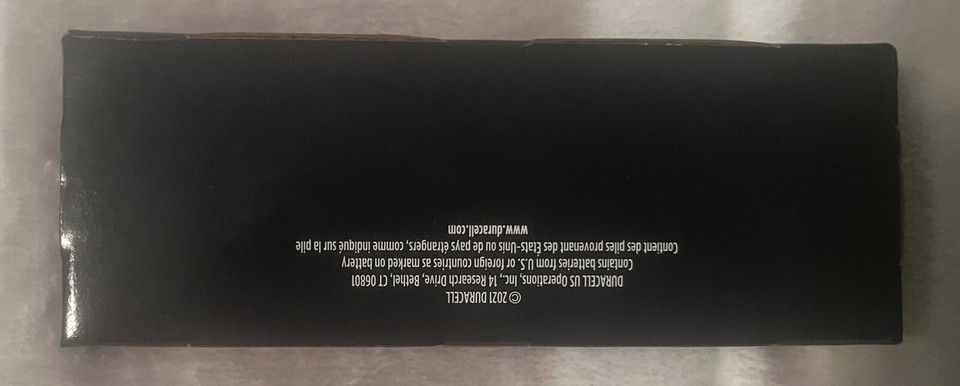 © 2021 DURACELL
DURACELL US Operations, Inc., 14 Research Drive, Bethel, CT 06801
Contains batteries from U.S. or foreign countries as marked on battery
Contient des piles provenant des États-Unis ou de pays étrangers, comme indiqué sur la pile
www.duracell.com